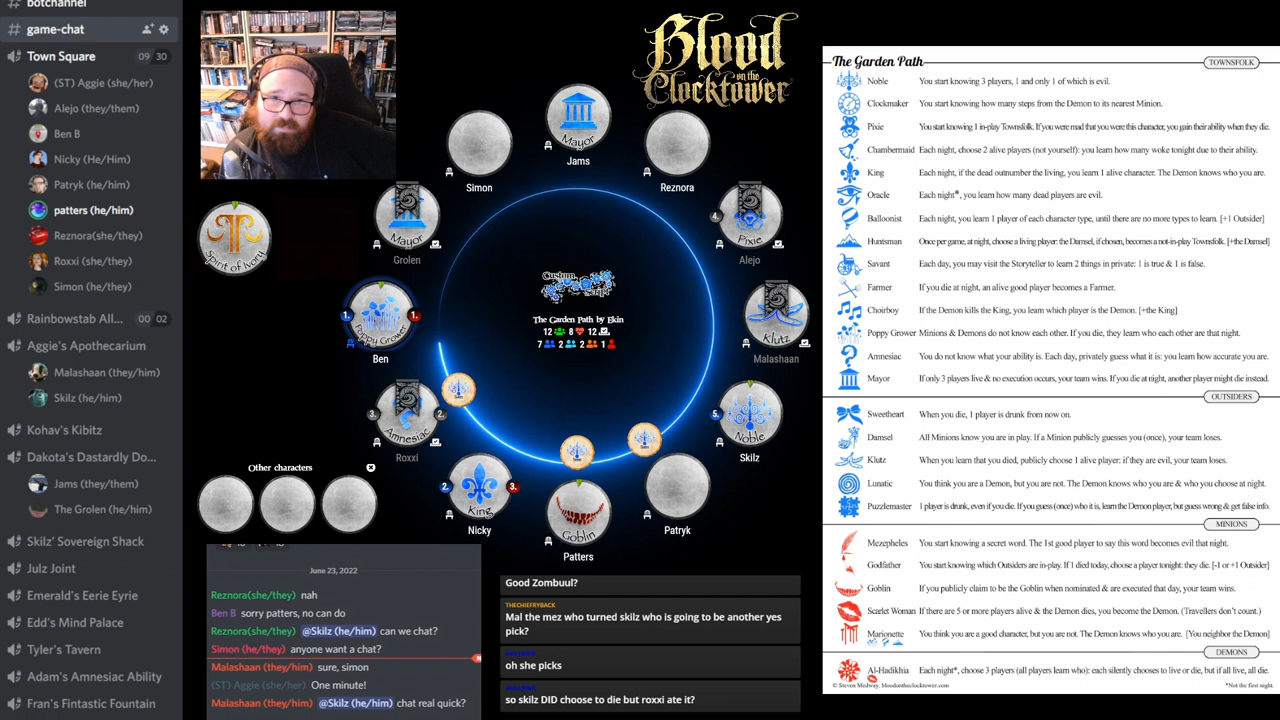 botchannel
# game-chat
Town Square 09 30
(ST) Aggie (she/her)
Alejo (they/them)
Ben B
Nicky (He/Him)
Patryk (he/him)
patters (he/him)
Reznora(she/they)
Roxxi (she/they)
Simon (he/they)
Rainbowstab All... 00 02
Aggie's Apothecarium
Malashaan (they/them)
Skilz (he/him)
Kohav's Kibitz
Dakota's Dastardly Do...
Jams (they/them)
The Grolen (he/him)
Skilz' Sovereign Shack
Julz Joint
Emerald's Eerie Eyrie
Edd's Mind Palace
Tyler's Tavern
Adam's Amnesiac Ability
Fran's Fantastic Fountain
Blood
on the
Clocktower
Spirit of Ivory
Simon
Mayor
Jams
Reznora
Mayor
Grolen
4.
Pixie
Alejo
1.
1.
Poppy Grower
Ben
Klutz
Malashaan
3.
2.
Amnesiac
Roxxi
5.
Noble
Skilz
2.
3.
King
Nicky
Goblin
Patters
Patryk
Custom
Script
The Garden Path by Ekin
12 8 12
7 2 2 1
Other characters
June 23, 2022
Reznora(she/they) nah
Ben B sorry patters, no can do
Reznora(she/they) @Skilz (he/him) can we chat?
Simon (he/they) anyone want a chat?
Malashaan (they/them) sure, simon
(ST) Aggie (she/her) One minute!
Malashaan (they/them) @Skilz (he/him) chat real quick?
Good Zombuul?
THECHIEFRYBACK
Mal the mez who turned skilz who is going to be another yes
pick?
oh she picks
so skilz DID choose to die but roxxi ate it?
The Garden Path
TOWNSFOLK
Noble You start knowing 3 players, 1 and only 1 of which is evil.
Clockmaker You start knowing how many steps from the Demon to its nearest Minion.
Pixie You start knowing 1 in-play Townsfolk. If you were mad that you were this character, you gain their ability when they die.
Chambermaid Each night, choose 2 alive players (not yourself): you learn how many woke tonight due to their ability.
King Each night, if the dead outnumber the living, you learn 1 alive character. The Demon knows who you are.
Oracle Each night*, you learn how many dead players are evil.
Balloonist Each night, you learn 1 player of each character type, until there are no more types to learn. [+1 Outsider]
Huntsman Once per game, at night, choose a living player: the Damsel, if chosen, becomes a not-in-play Townsfolk. [+the Damsel]
Savant Each day, you may visit the Storyteller to learn 2 things in private: 1 is true & 1 is false.
Farmer If you die at night, an alive good player becomes a Farmer.
Choirboy If the Demon kills the King, you learn which player is the Demon. [+the King]
Poppy Grower Minions & Demons do not know each other. If you die, they learn who each other are that night.
Amnesiac You do not know what your ability is. Each day, privately guess what it is: you learn how accurate you are.
Mayor If only 3 players live & no execution occurs, your team wins. If you die at night, another player might die instead.
OUTSIDERS
Sweetheart When you die, 1 player is drunk from now on.
Damsel All Minions know you are in play. If a Minion publicly guesses you (once), your team loses.
Klutz When you learn that you died, publicly choose 1 alive player: if they are evil, your team loses.
Lunatic You think you are a Demon, but you are not. The Demon knows who you are & who you choose at night.
Puzzlemaster 1 player is drunk, even if you die. If you guess (once) who it is, learn the Demon player, but guess wrong & get false info.
MINIONS
Mezepheles You start knowing a secret word. The 1st good player to say this word becomes evil that night.
Godfather You start knowing which Outsiders are in-play. If 1 died today, choose a player tonight: they die. [-1 or +1 Outsider]
Goblin If you publicly claim to be the Goblin when nominated & are executed that day, your team wins.
Scarlet Woman If there are 5 or more players alive & the Demon dies, you become the Demon. (Travellers don't count.)
Marionette You think you are a good character, but you are not. The Demon knows who you are. [You neighbor the Demon]
DEMONS
Al-Hadikhia Each night*, choose 3 players (all players learn who): each silently chooses to live or die, but if all live, all die.
© Steven Medway, bloodontheclocktower.com
*Not the first night.